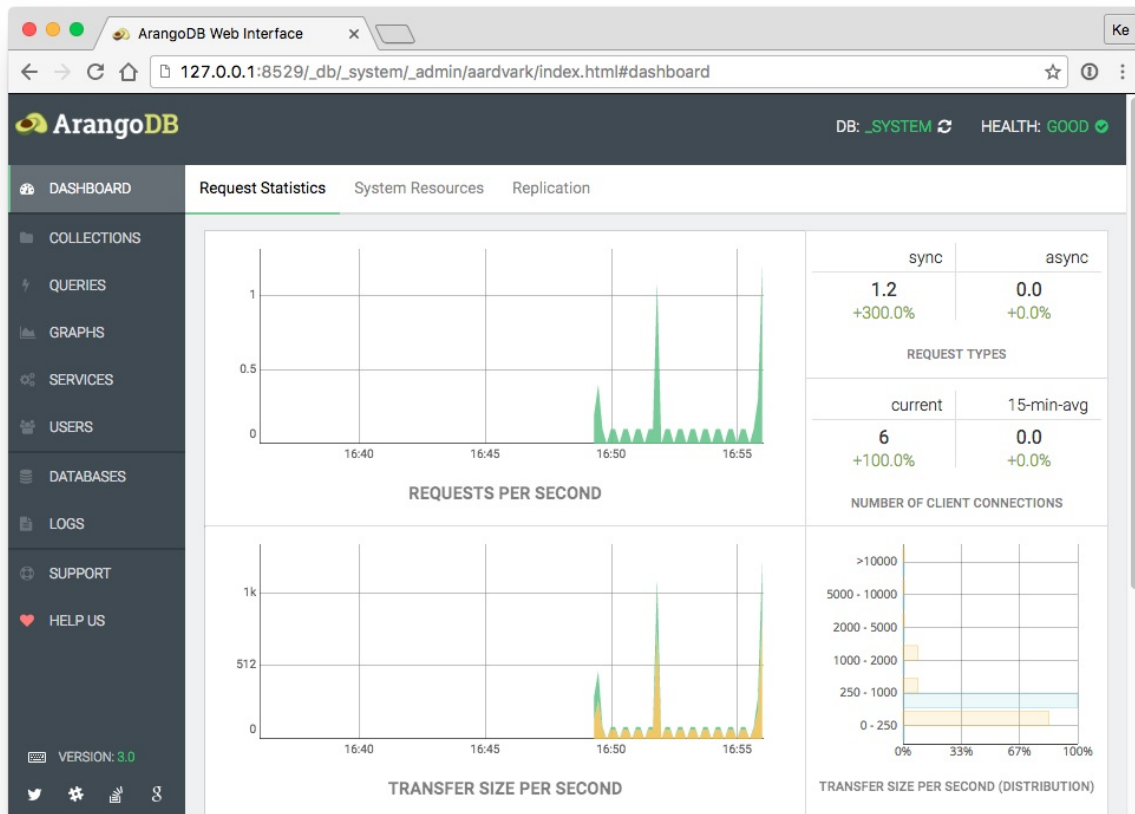 ArangoDB Web Interface
Ke
127.0.0.1:8529/_db/_system/_admin/aardvark/index.html#dashboard
ArangoDB
DB: _SYSTEM HEALTH: GOOD
DASHBOARD
COLLECTIONS
QUERIES
GRAPHS
SERVICES
USERS
DATABASES
LOGS
SUPPORT
HELP US
VERSION: 3.0
Request Statistics System Resources Replication
1
0.5
0
16:40 16:45 16:50 16:55
REQUESTS PER SECOND
sync async
1.2 0.0
+300.0% +0.0%
REQUEST TYPES
current 15-min-avg
6 0.0
+100.0% +0.0%
NUMBER OF CLIENT CONNECTIONS
1k
512
0
16:40 16:45 16:50 16:55
TRANSFER SIZE PER SECOND
>10000
5000 - 10000
2000 - 5000
1000 - 2000
250 - 1000
0 - 250
0% 33% 67% 100%
TRANSFER SIZE PER SECOND (DISTRIBUTION)